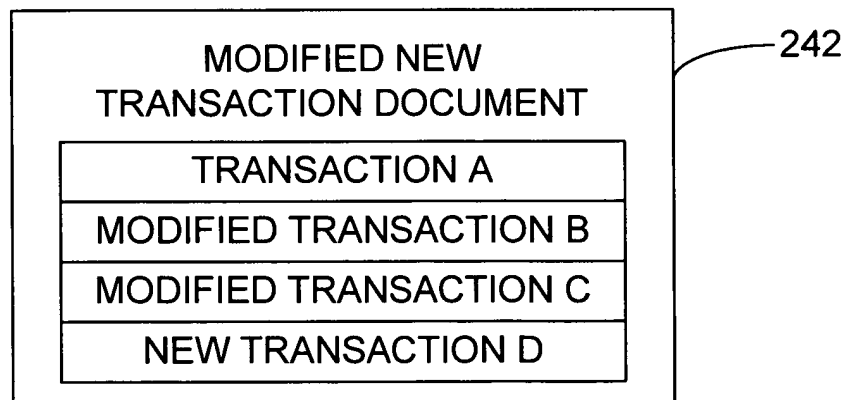 MODIFIED NEW
TRANSACTION DOCUMENT
242
TRANSACTION A
MODIFIED TRANSACTION B
MODIFIED TRANSACTION C
NEW TRANSACTION D